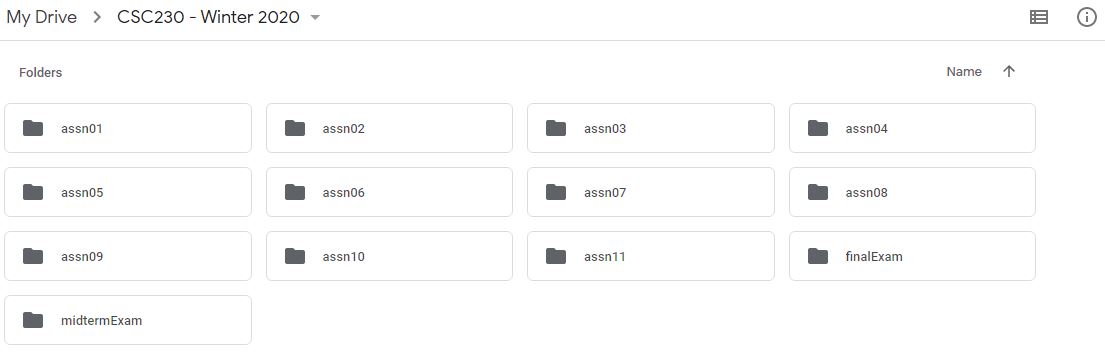 My Drive > CSC230 - Winter 2020
Folders Name
assn01 assn02 assn03 assn04
assn05 assn06 assn07 assn08
assn09 assn10 assn11 finalExam
midtermExam